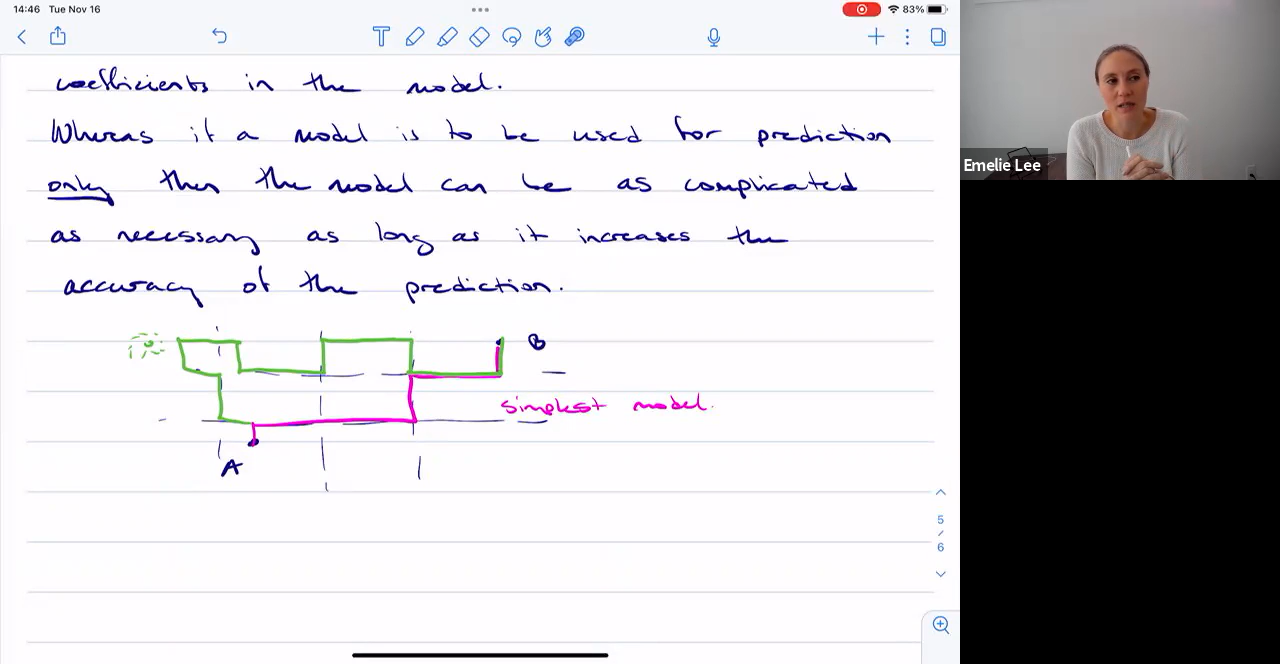 14:46 Tue Nov 16
83%
coefficients in the model.
Whereas if a model is to be used for prediction
only then the model can be as complicated
as necessary as long as it increases the
accuracy of the prediction.
B
simplest model.
A
5
/
6
Emelie Lee